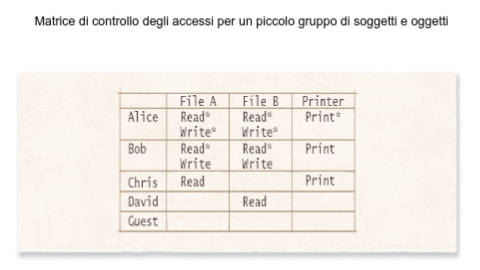 Matrice di controllo degli accessi per un piccolo gruppo di soggetti e oggetti
File A File B Printer
Alice Read* Read* Print*
Write* Write*
Bob Read* Read* Print
Write Write
Chris Read Print
David Read
Guest